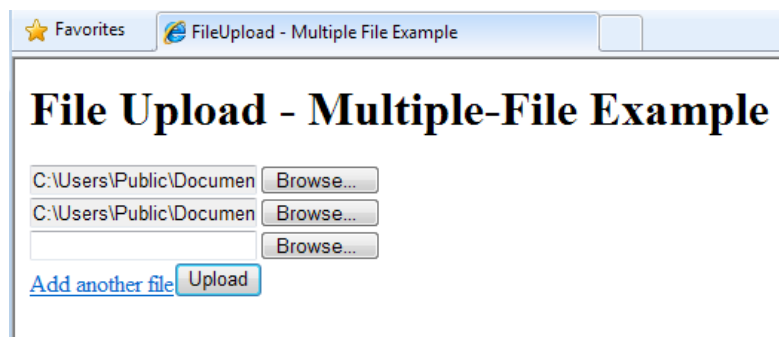 Favorites
FileUpload - Multiple File Example
File Upload - Multiple-File Example
C:\Users\Public\Documen Browse...
C:\Users\Public\Documen Browse...
Browse...
Add another file Upload